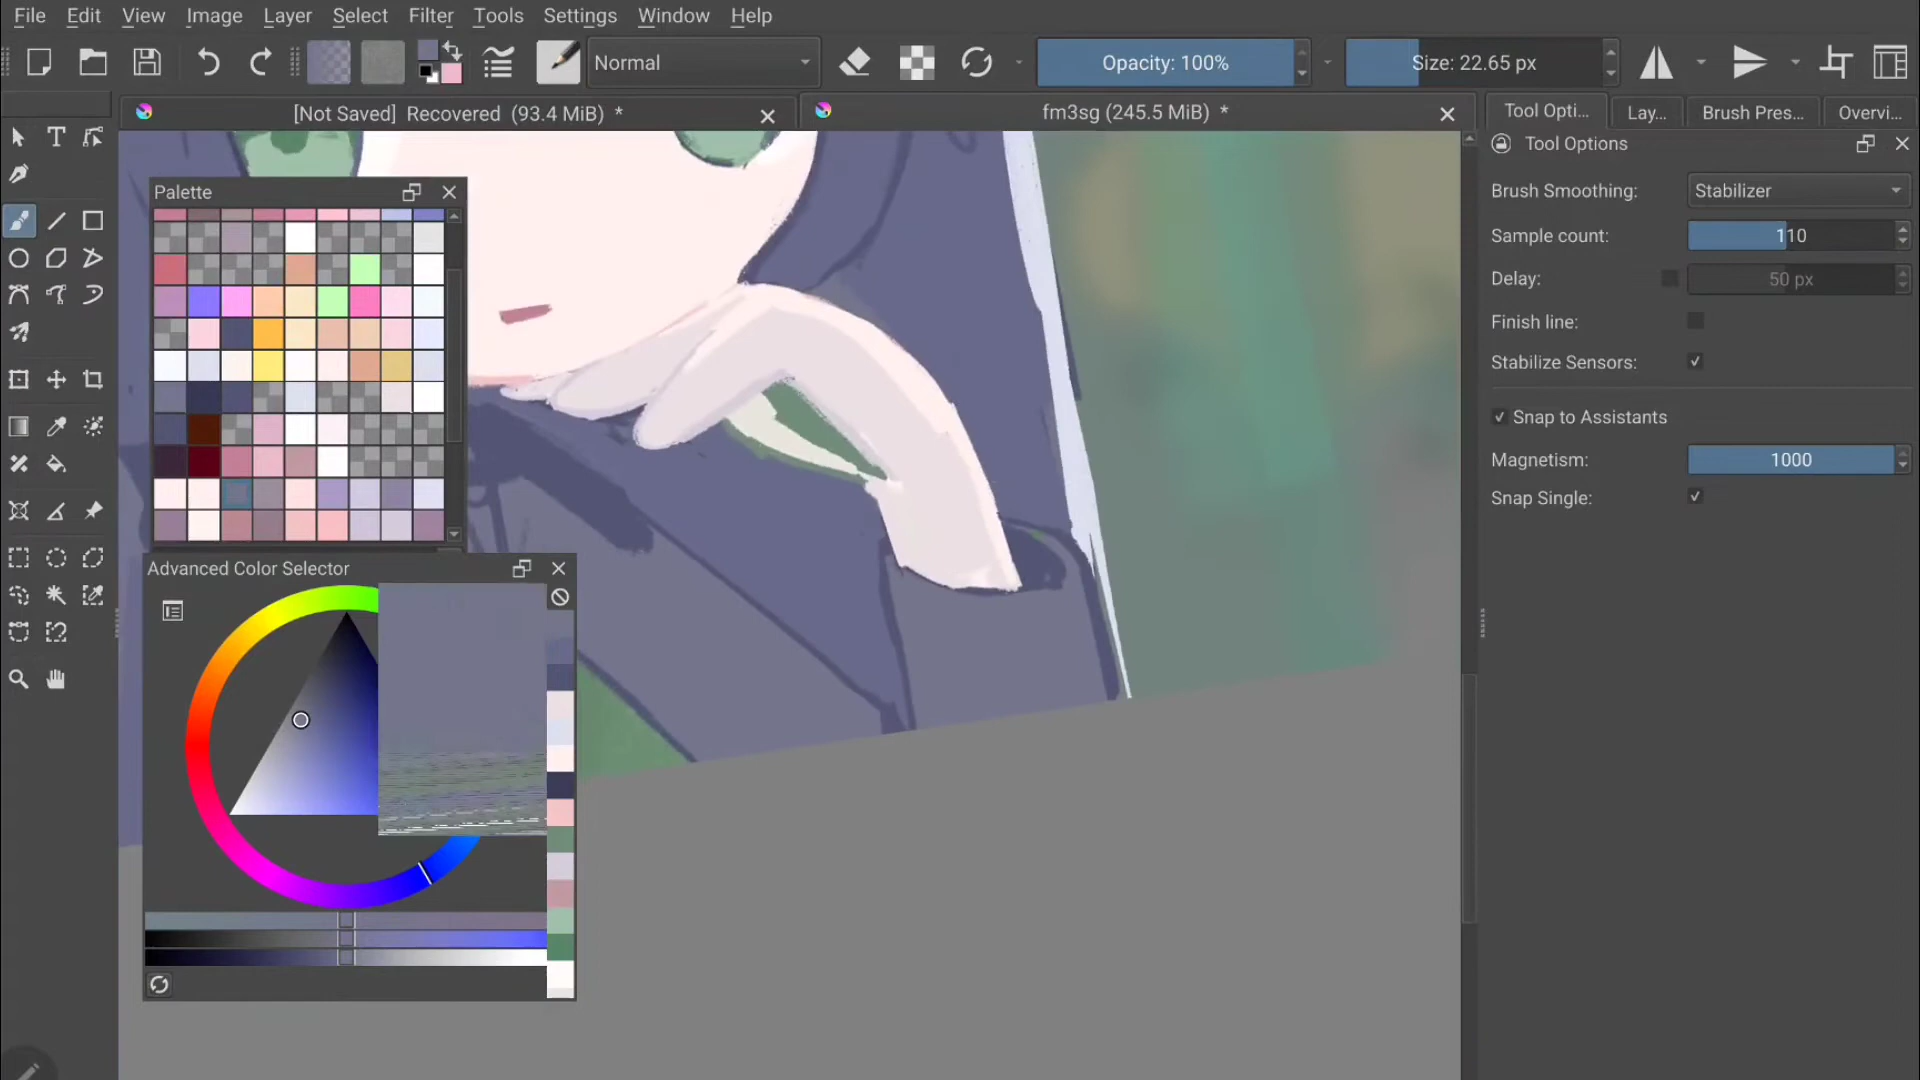 File Edit View Image Layer Select Filter Tools Settings Window Help
Normal Opacity: 100% Size: 22.65 px
[Not Saved] Recovered (93.4 MiB) * fm3sg (245.5 MiB) * Tool Opti... Lay... Brush Pres... Overvi...
Tool Options
Palette
Brush Smoothing: Stabilizer
Sample count: 110
Delay: 50 px
Finish line:
Stabilize Sensors:
Snap to Assistants
Magnetism: 1000
Snap Single:
Advanced Color Selector